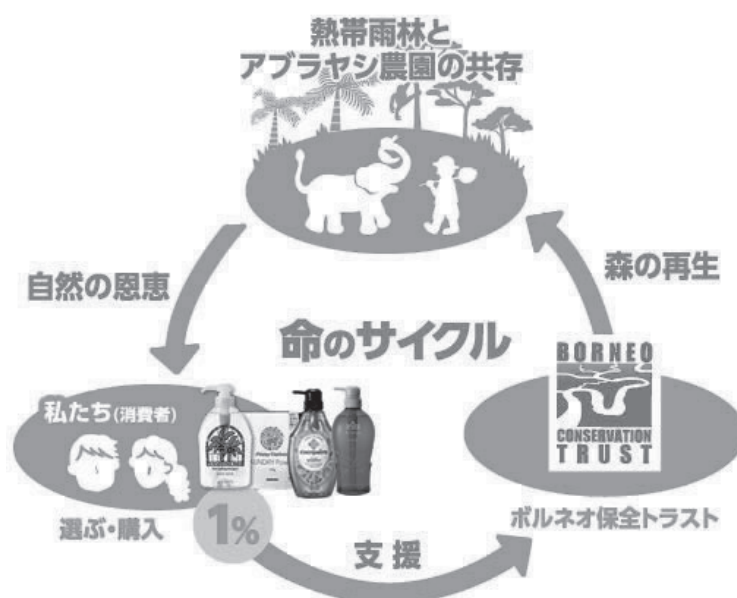 熱帯雨林と
アブラヤシ農園の共存
自然の恩恵
森の再生
命のサイクル
BORNEO
CONSERVATION
TRUST
私たち(消費者)
選ぶ・購入
1%
支援
ボルネオ保全トラスト